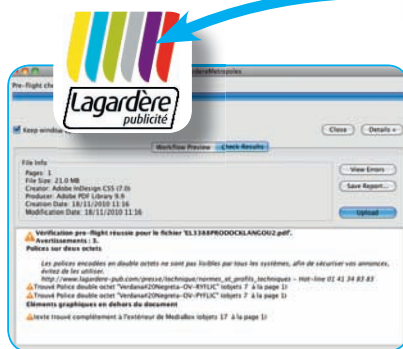 Lagardère
publicité
Pre-flight
Keep window
Close
Details
Workflow Preview
Check Results
File Info
Pages: 1
File Size: 21.0 MB
Creator: Adobe InDesign CS5 (7.0)
Producer: Adobe PDF Library 9.9
Creation Date: 18/11/2010 11:16
Modification Date: 18/11/2010 11:16
View Errors
Save Report...
Upload
Vérification pre-flight réussie pour le fichier
Avertissements : 3.
Polices sur deux octets
Les polices encodées en double octets ne sont pas lisibles par tous les systèmes, afin de sécuriser vos annonces,
évitez de les utiliser.
http://www.lagardere-pub.com/presse/technique/normes_et_profils_techniques - Hot-line 01 41 34 83 83
Trouvé Police double octet "Verdana#20Negreta-OV-RYFLIC" (objets 7 à la page 1)
Trouvé Police double octet "Verdana#20Negreta-OV-PYFLIC" (objets 7 à la page 1)
Eléments graphiques en dehors du document
texte trouvé complètement à l'extérieur de MediaBox (objets 17 à la page 1)